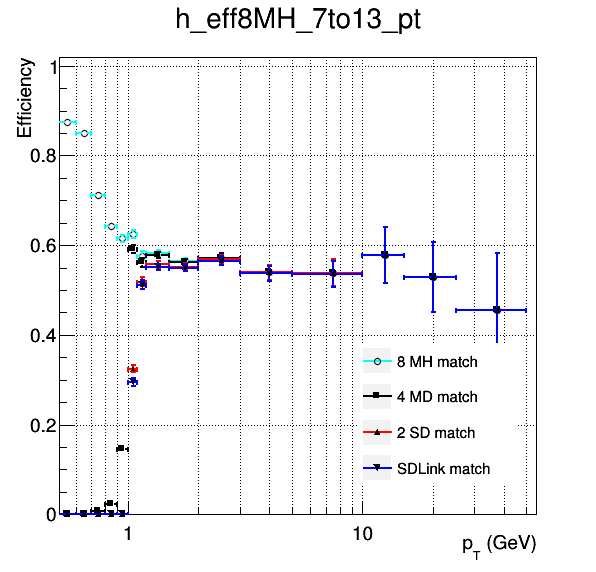 h_eff8MH_7to13_pt
Efficiency
1
0.8
0.6
0.4
0.2
0
8 MH match
4 MD match
2 SD match
SDLink match
1
10
pT (GeV)